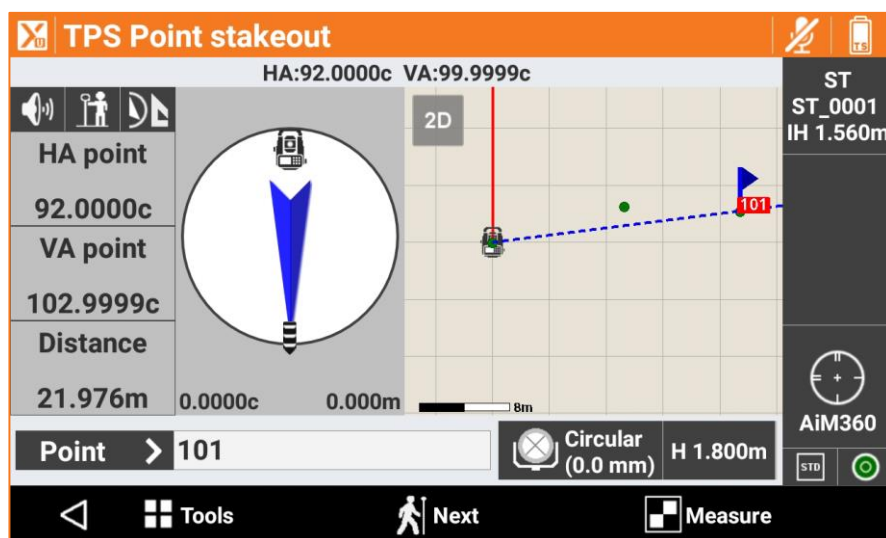 TPS Point stakeout
TS
HA:92.0000c VA:99.9999c
ST
ST_0001
IH 1.560m
2D
HA point
92.0000c
VA point
102.9999c
Distance
21.976m
0.0000c 0.000m
101
8m
AiM360
Point > 101
Circular
(0.0 mm)
H 1.800m
STD
Tools
Next
Measure